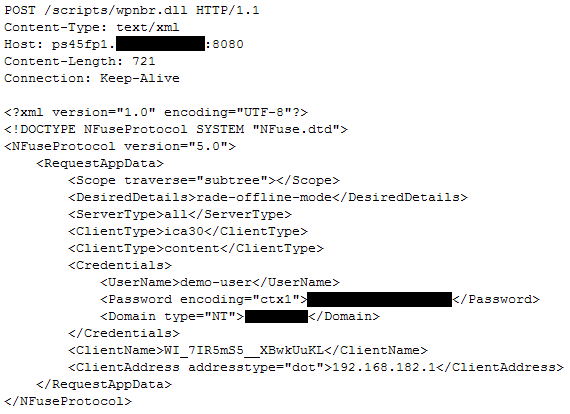 POST /scripts/wpnbr.dll HTTP/1.1
Content-Type: text/xml
Host: ps45fp1. :8080
Content-Length: 721
Connection: Keep-Alive
<?xml version="1.0" encoding="UTF-8"?>
<!DOCTYPE NFuseProtocol SYSTEM "NFuse.dtd">
<NFuseProtocol version="5.0">
<RequestAppData>
<Scope traverse="subtree"></Scope>
<DesiredDetails>rade-offline-mode</DesiredDetails>
<ServerType>all</ServerType>
<ClientType>ica30</ClientType>
<ClientType>content</ClientType>
<Credentials>
<UserName>demo-user</UserName>
<Password encoding="ctx1"> </Password>
<Domain type="NT"> </Domain>
</Credentials>
<ClientName>WI_7IR5mS5__XBwkUuKL</ClientName>
<ClientAddress addresstype="dot">192.168.182.1</ClientAddress>
</RequestAppData>
</NFuseProtocol>